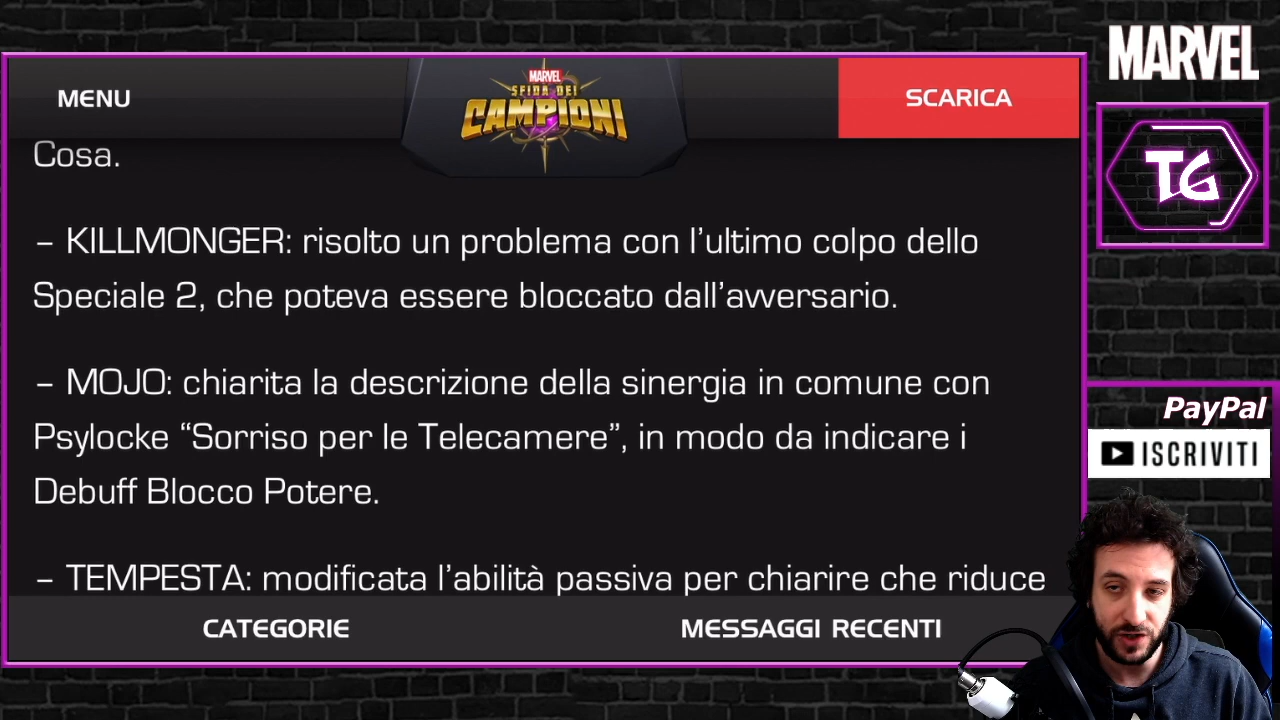 MENU
MARVEL
SFIDA DEI
CAMPIONI
SCARICA
MARVEL
TG
Cosa.
– KILLMONGER: risolto un problema con l’ultimo colpo dello
Speciale 2, che poteva essere bloccato dall’avversario.
– MOJO: chiarita la descrizione della sinergia in comune con
Psylocke “Sorriso per le Telecamere”, in modo da indicare i
Debuff Blocco Potere.
– TEMPESTA: modificata l’abilità passiva per chiarire che riduce
CATEGORIE
MESSAGGI RECENTI
PayPal
ISCRIVITI